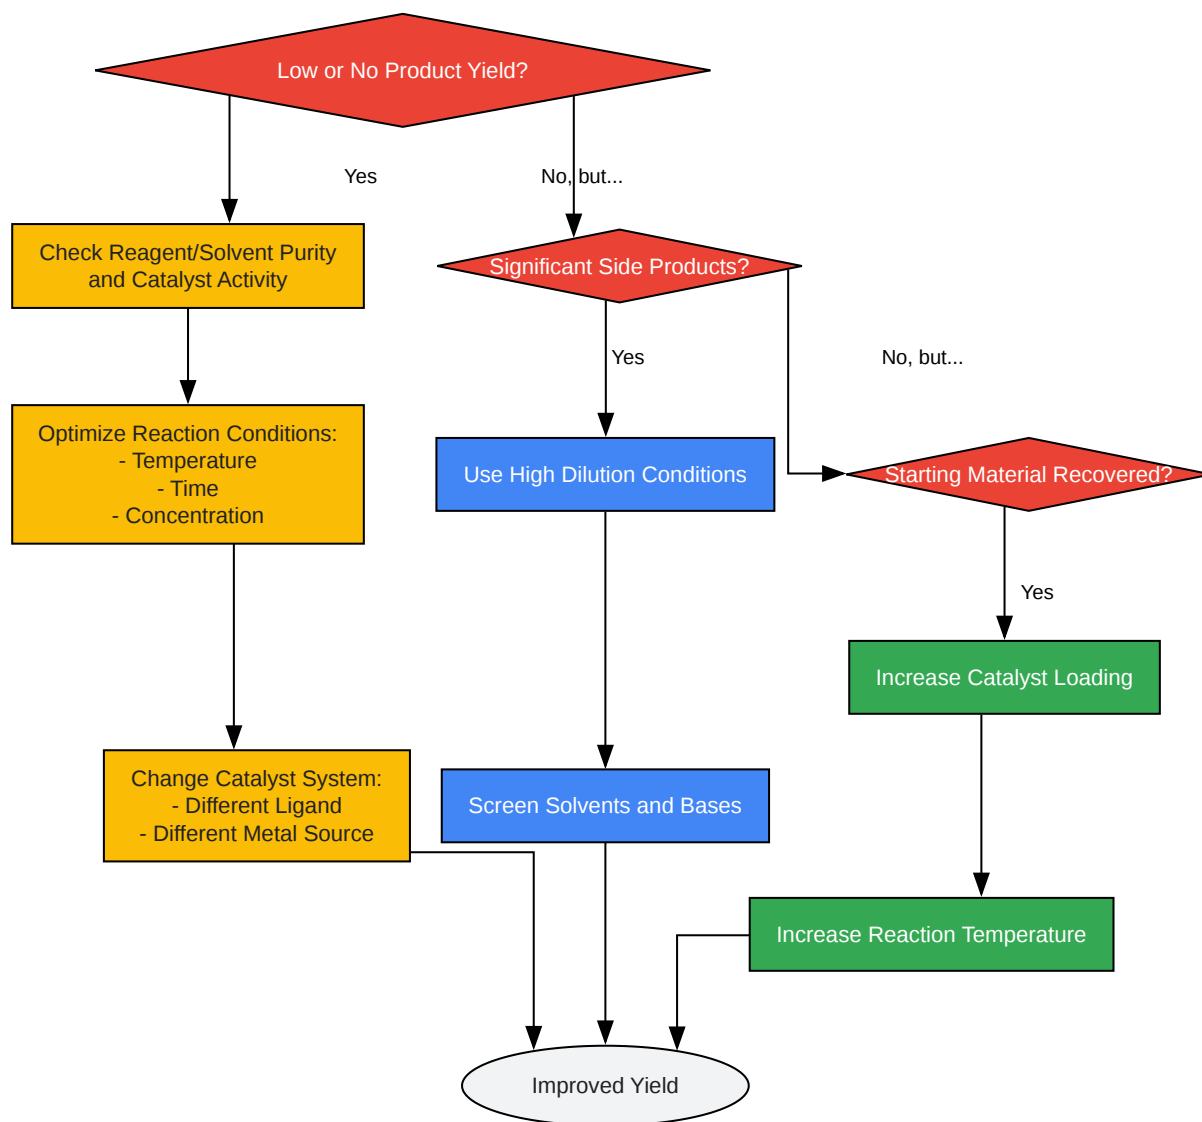 Low or No Product Yield?
Yes
No, but...
Check Reagent/Solvent Purity
and Catalyst Activity
Significant Side Products?
Yes
No, but...
Optimize Reaction Conditions:
- Temperature
- Time
- Concentration
Use High Dilution Conditions
Starting Material Recovered?
Yes
Increase Catalyst Loading
Change Catalyst System:
- Different Ligand
- Different Metal Source
Screen Solvents and Bases
Increase Reaction Temperature
Improved Yield